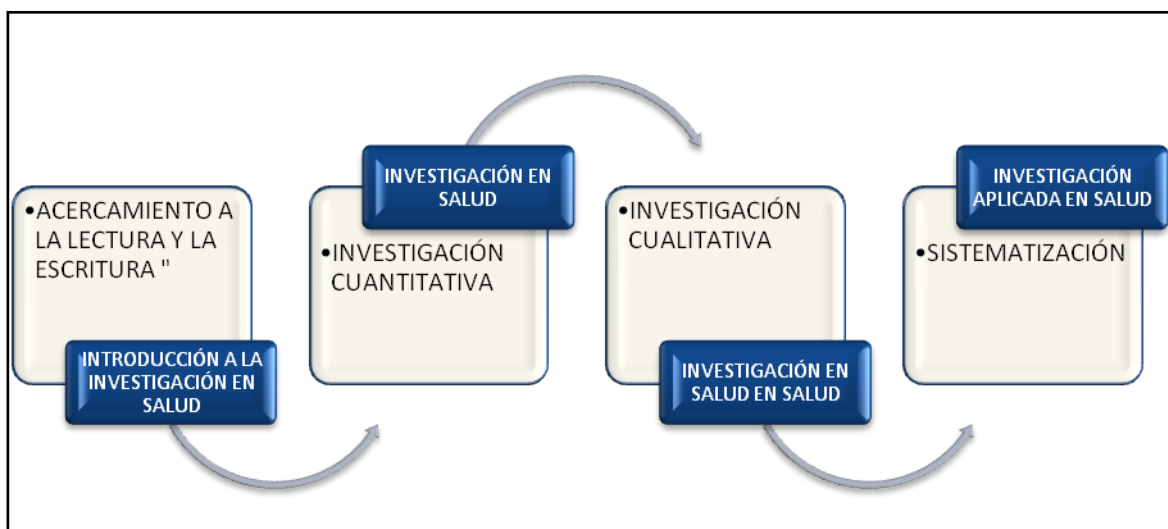 •ACERCAMIENTO A
LA LECTURA Y LA
ESCRITURA "
INTRODUCCIÓN A LA
INVESTIGACIÓN EN
SALUD
INVESTIGACIÓN EN
SALUD
•INVESTIGACIÓN
CUANTITATIVA
•INVESTIGACIÓN
CUALITATIVA
INVESTIGACIÓN EN
SALUD EN SALUD
INVESTIGACIÓN
APLICADA EN SALUD
•SISTEMATIZACIÓN